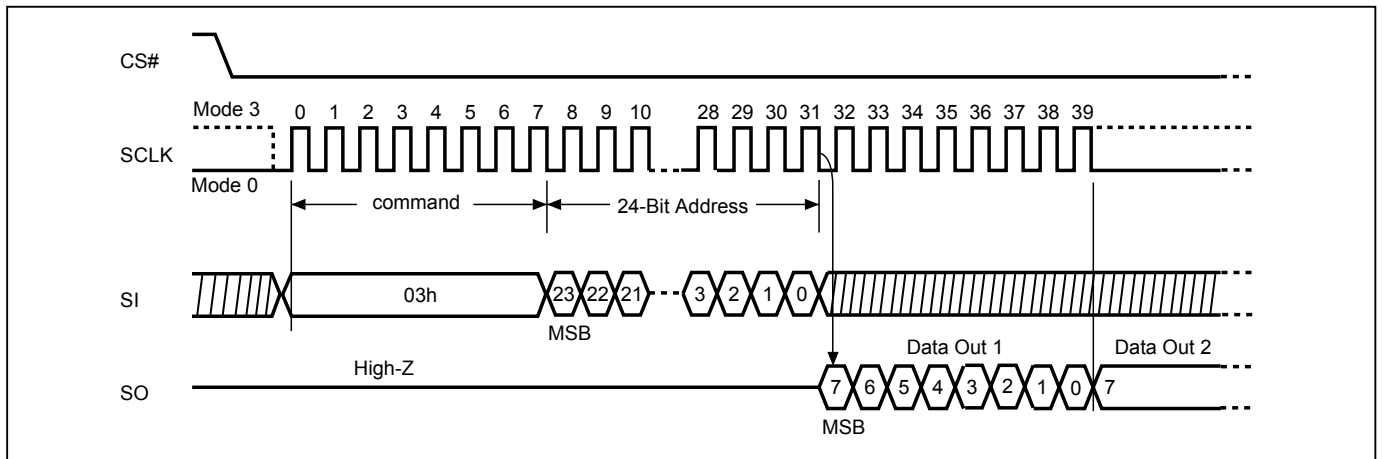 CS#
Mode 3
0 1 2 3 4 5 6 7 8 9 10 28 29 30 31 32 33 34 35 36 37 38 39
SCLK
Mode 0
command
24-Bit Address
SI
03h
23 22 21 3 2 1 0
MSB
Data Out 1
Data Out 2
High-Z
SO
7 6 5 4 3 2 1 0 7
MSB